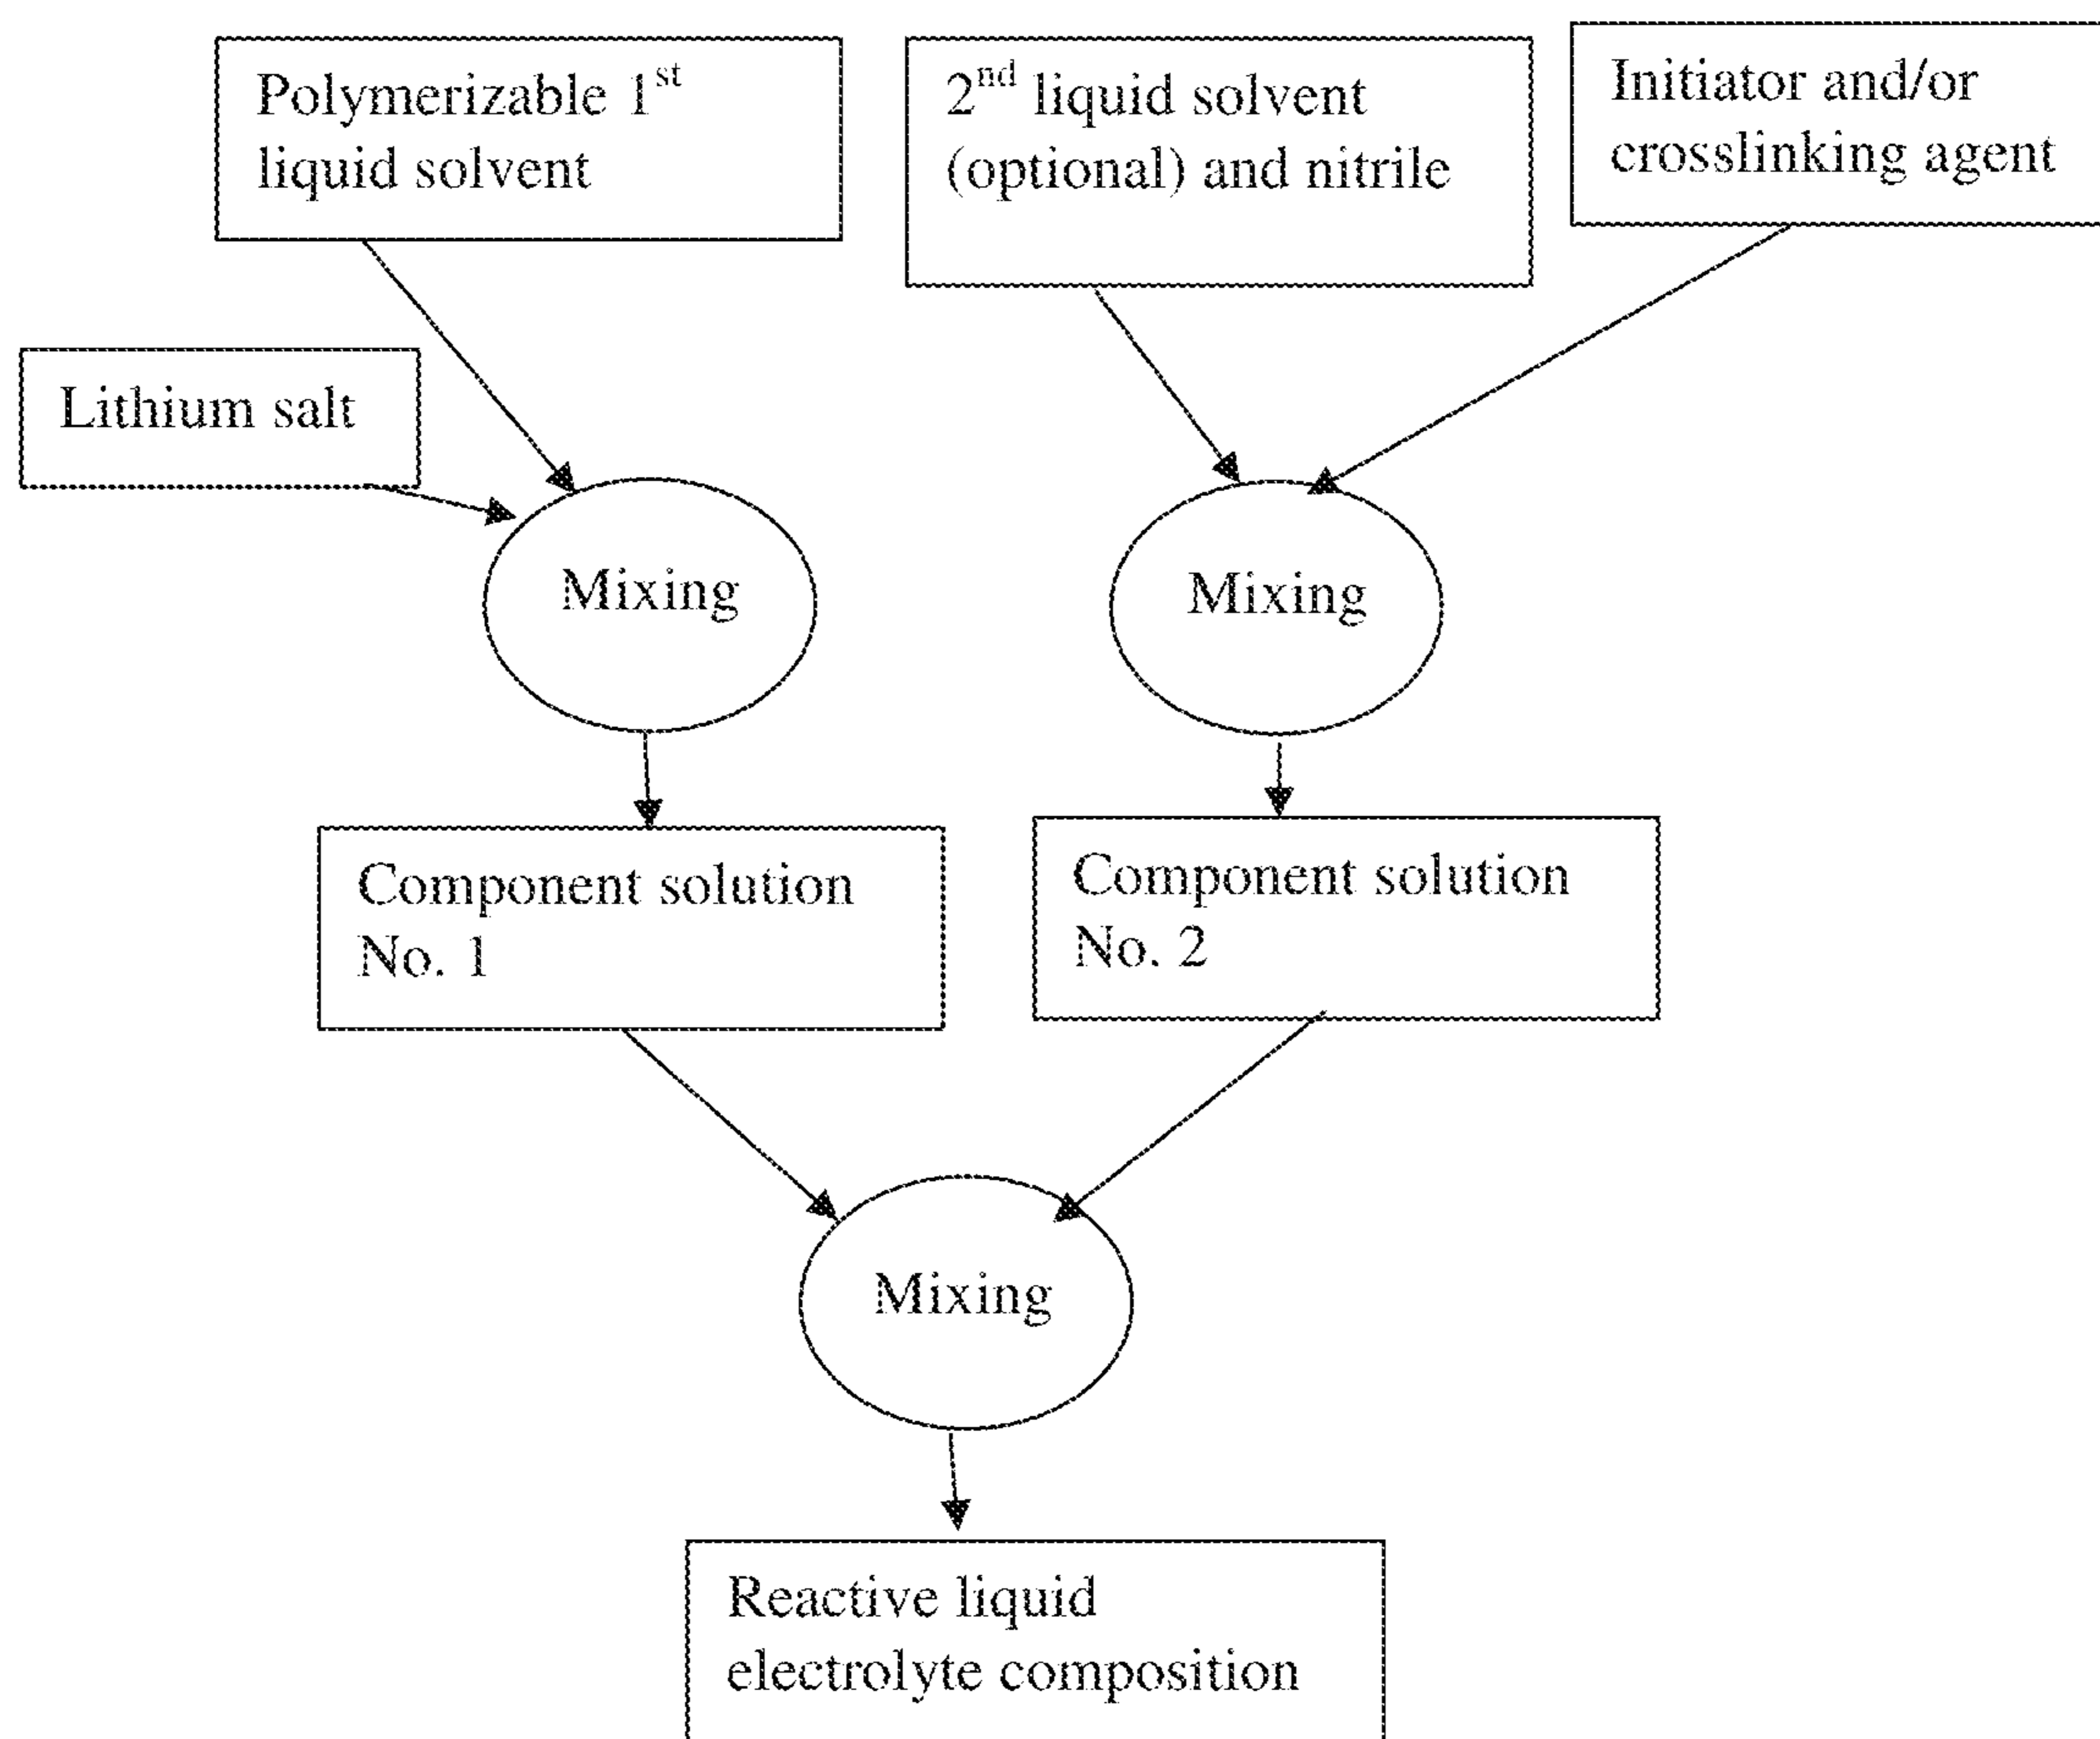 Polymerizable 1st
liquid solvent
2nd liquid solvent
(optional) and nitrile
Initiator and/or
crosslinking agent
Lithium salt
Mixing
Mixing
Component solution
No. 1
Component solution
No. 2
Mixing
Reactive liquid
electrolyte composition